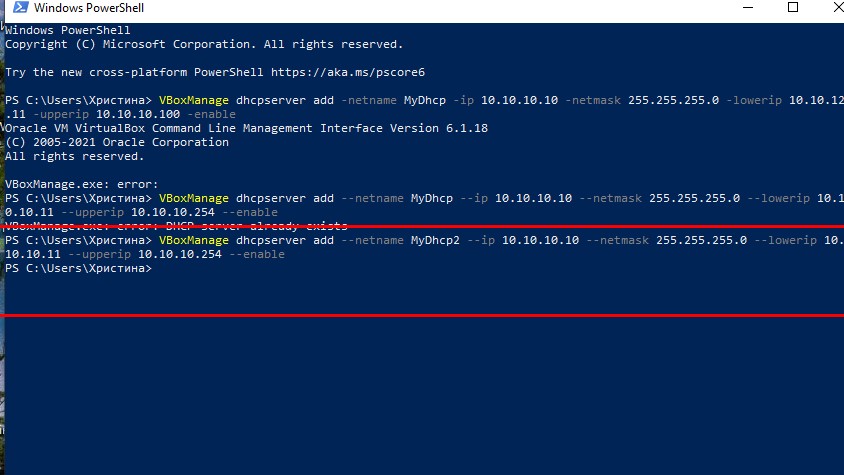 Windows PowerShell
Windows PowerShell
Copyright (C) Microsoft Corporation. All rights reserved.
Try the new cross-platform PowerShell https://aka.ms/pscore6
PS C:\Users\Христина> VBoxManage dhcpserver add -netname MyDhcp -ip 10.10.10.10 -netmask 255.255.255.0 -lowerip 10.10.12
.11 -upperip 10.10.10.100 -enable
Oracle VM VirtualBox Command Line Management Interface Version 6.1.18
(C) 2005-2021 Oracle Corporation
All rights reserved.
VBoxManage.exe: error:
PS C:\Users\Христина> VBoxManage dhcpserver add --netname MyDhcp --ip 10.10.10.10 --netmask 255.255.255.0 --lowerip 10.1
0.10.11 --upperip 10.10.10.254 --enable
VBoxManage.exe: error: DHCP server already exists
PS C:\Users\Христина> VBoxManage dhcpserver add --netname MyDhcp2 --ip 10.10.10.10 --netmask 255.255.255.0 --lowerip 10.
10.10.11 --upperip 10.10.10.254 --enable
PS C:\Users\Христина>